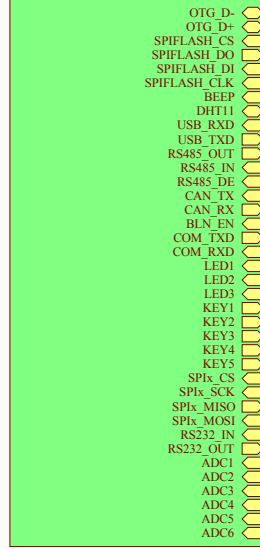 OTG_D-
OTG_D+
SPIFLASH_CS
SPIFLASH_DO
SPIFLASH_DI
SPIFLASH_CLK
BEEP
DHT11
USB_RXD
USB_TXD
RS485_OUT
RS485_IN
RS485_DE
CAN_TX
CAN_RX
BLN_EN
COM_TXD
COM_RXD
LED1
LED2
LED3
KEY1
KEY2
KEY3
KEY4
KEY5
SPIx_CS
SPIx_SCK
SPIx_MISO
SPIx_MOSI
RS232_IN
RS232_OUT
ADC1
ADC2
ADC3
ADC4
ADC5
ADC6